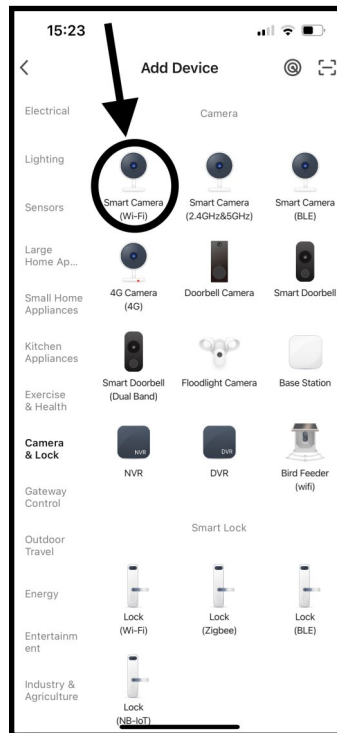 15:23
Add Device
Electrical
Lighting
Sensors
Large
Home Ap...
Small Home
Appliances
Kitchen
Appliances
Exercise
& Health
Camera
& Lock
Gateway
Control
Outdoor
Travel
Energy
Entertainm
ent
Industry &
Agriculture
Camera
Smart Camera
(Wi-Fi)
Smart Camera
(2.4GHz&5GHz)
Smart Camera
(BLE)
4G Camera
(4G)
Doorbell Camera
Smart Doorbell
Smart Doorbell
(Dual Band)
Floodlight Camera
Base Station
NVR
NVR
DVR
DVR
Bird Feeder
(wifi)
Smart Lock
Lock
(Wi-Fi)
Lock
(Zigbee)
Lock
(BLE)
Lock
(NB-IoT)